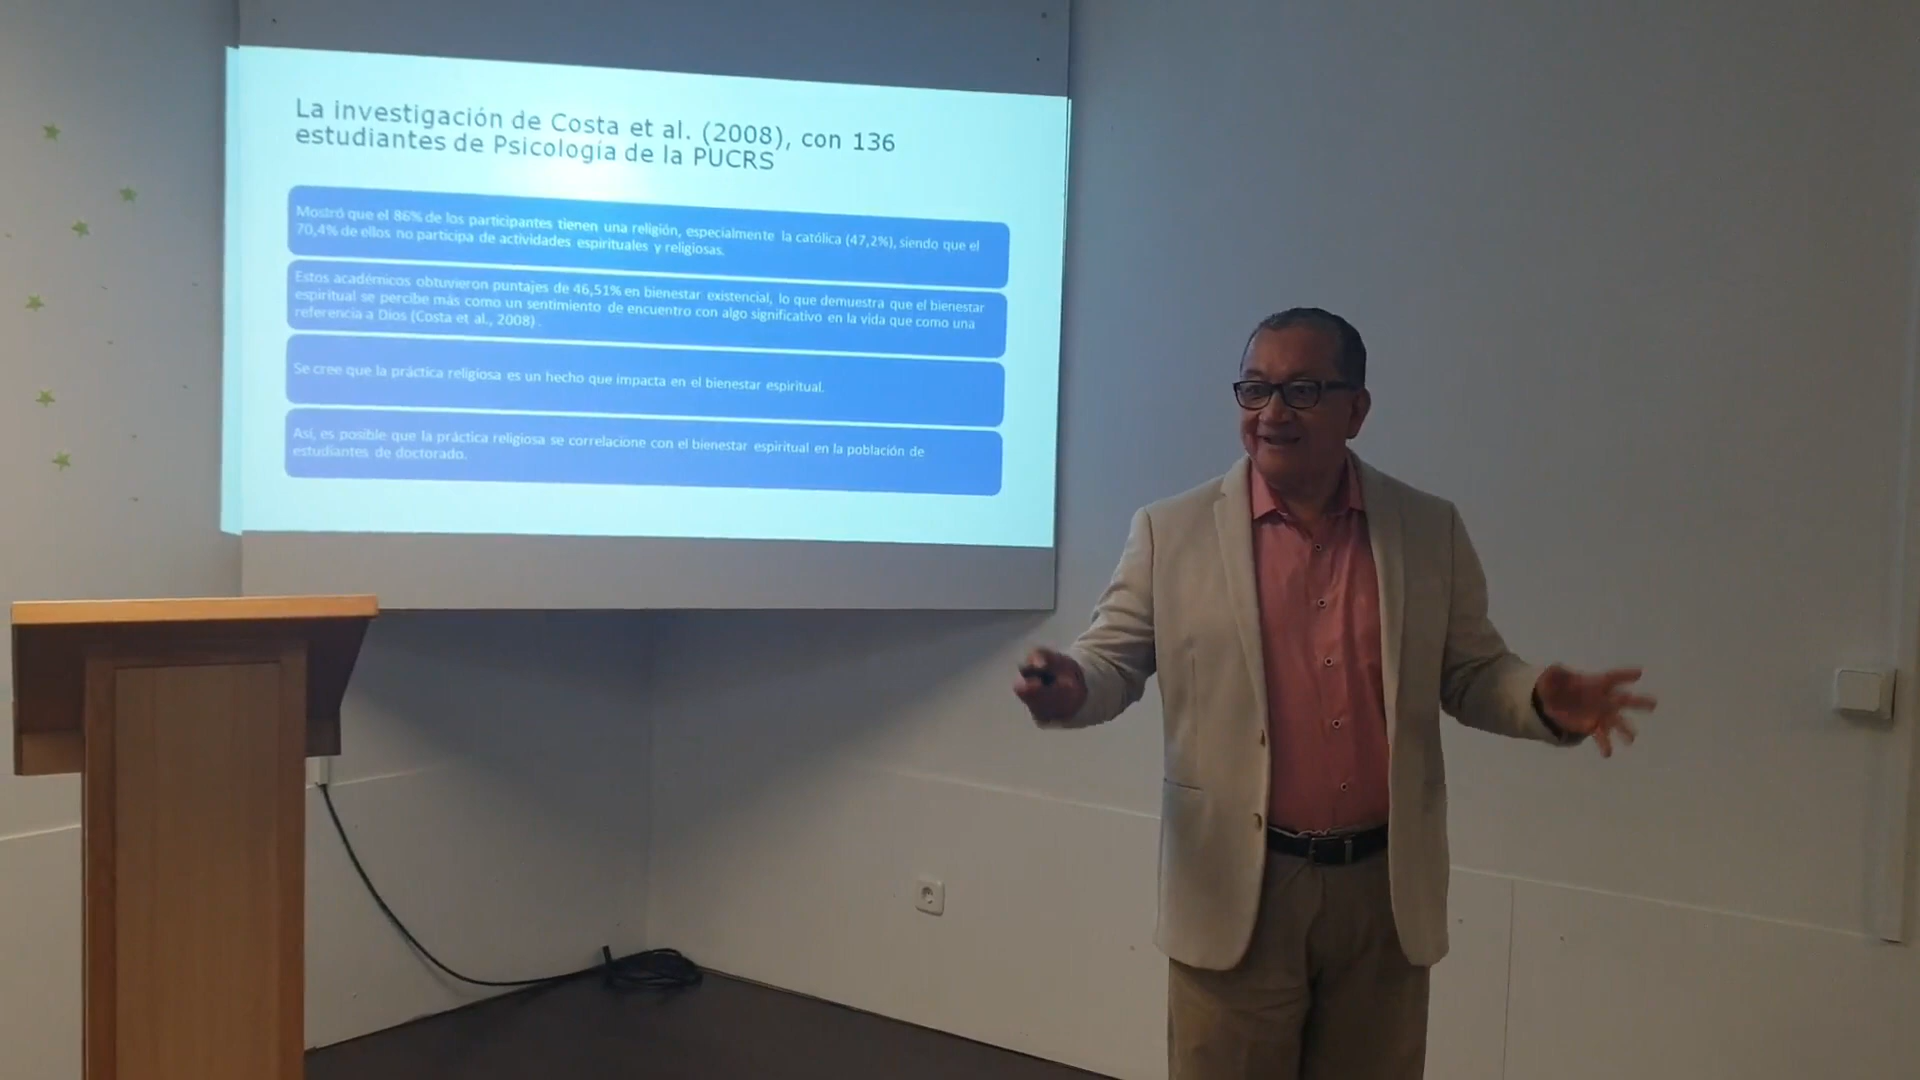 La investigación de Costa et al. (2008), con 136
estudiantes de Psicología de la PUCRS
Mostró que el 86% de los participantes tienen una religión, especialmente la católica (47,2%), siendo que el
70,4% de ellos no participa de actividades espirituales y religiosas.
Estos académicos obtuvieron puntajes de 46,51% en bienestar existencial, lo que demuestra que el bienestar
espiritual se percibe más como un sentimiento de encuentro con algo significativo en la vida que como una
referencia a Dios (Costa et al., 2008).
Se cree que la práctica religiosa es un hecho que impacta en el bienestar espiritual.
Así, es posible que la práctica religiosa se correlacione con el bienestar espiritual en la población de
estudiantes de doctorado.